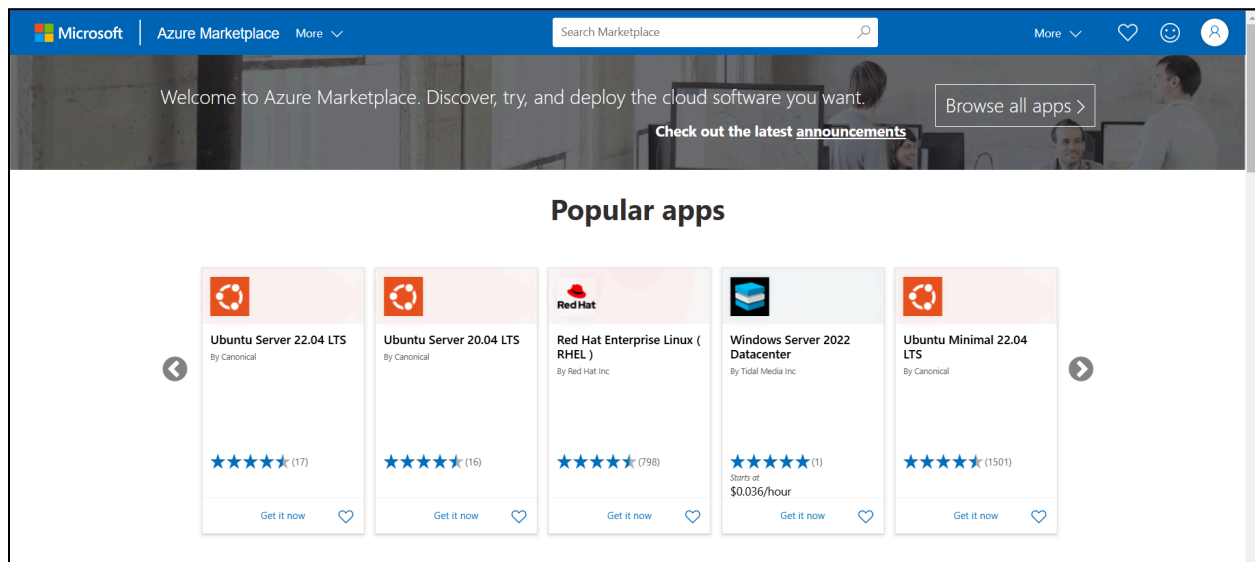 Microsoft
Azure Marketplace
More
Search Marketplace
More
Welcome to Azure Marketplace. Discover, try, and deploy the cloud software you want.
Check out the latest announcements
Browse all apps >
Popular apps
Ubuntu Server 22.04 LTS
By Canonical
(17)
Get it now
Ubuntu Server 20.04 LTS
By Canonical
(16)
Get it now
Red Hat
Red Hat Enterprise Linux (
RHEL )
By Red Hat Inc
(798)
Get it now
Windows Server 2022
Datacenter
By Tidal Media Inc
(1)
Starts at
$0.036/hour
Get it now
Ubuntu Minimal 22.04
LTS
By Canonical
(1501)
Get it now